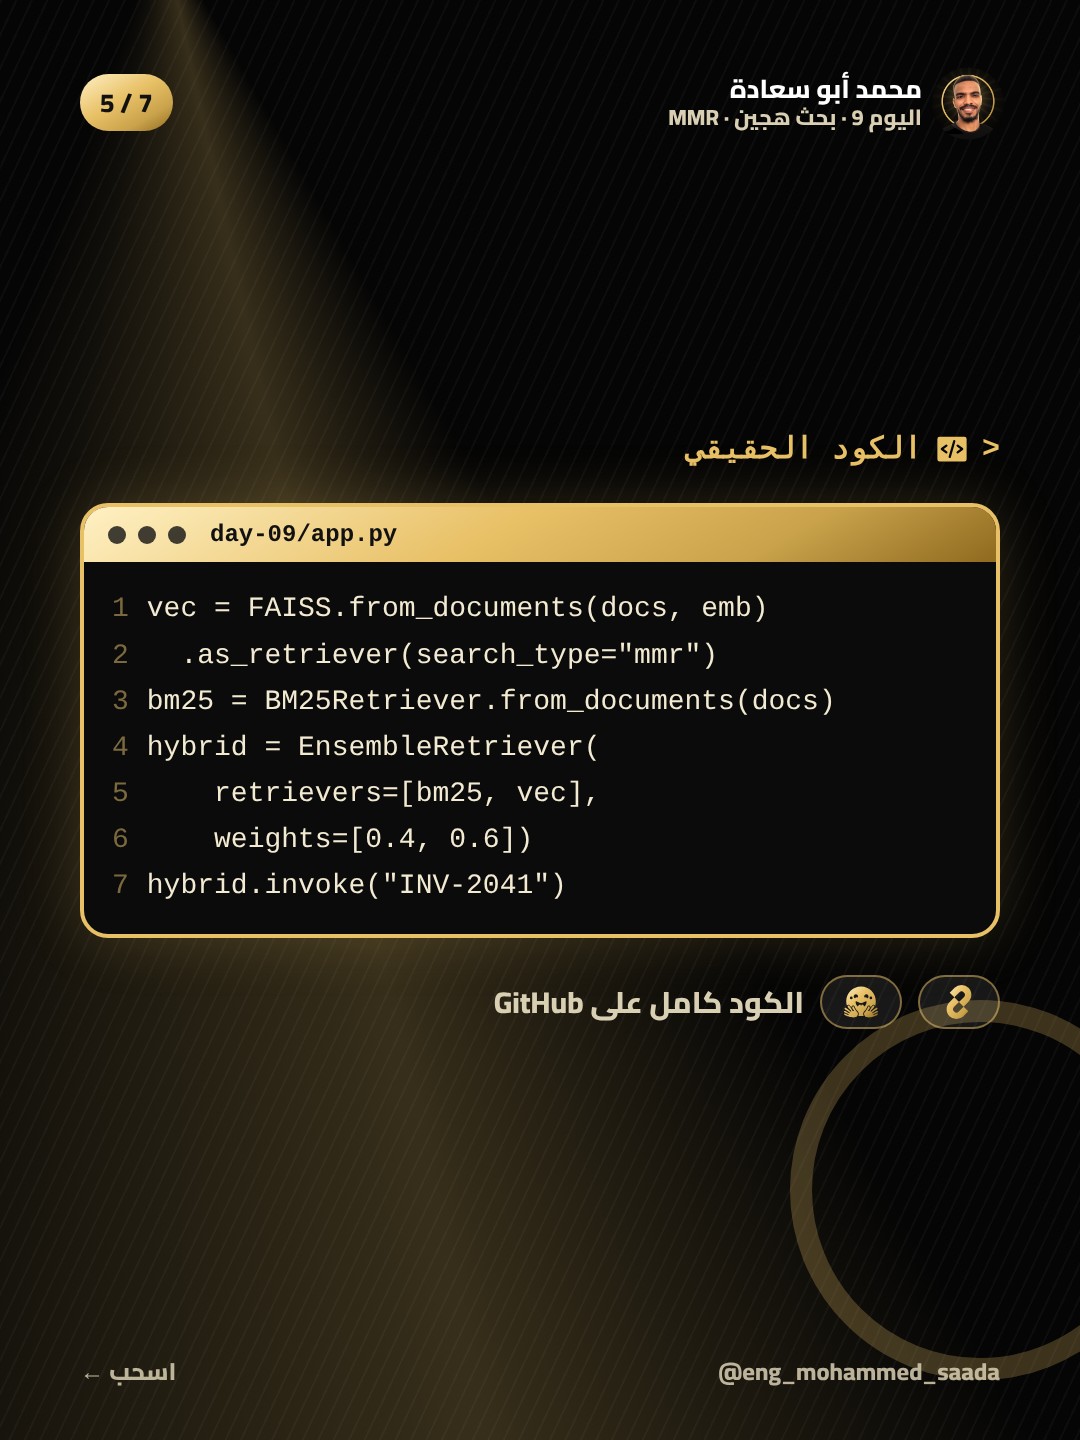 محمد أبو سعادة
اليوم 9 · بحث هجين · MMR
5 / 7
> الكود الحقيقي
day-09/app.py
1 vec = FAISS.from_documents(docs, emb)
2   .as_retriever(search_type="mmr")
3 bm25 = BM25Retriever.from_documents(docs)
4 hybrid = EnsembleRetriever(
5     retrievers=[bm25, vec],
6     weights=[0.4, 0.6])
7 hybrid.invoke("INV-2041")
الكود كامل على GitHub
@eng_mohammed_saada
اسحب ←